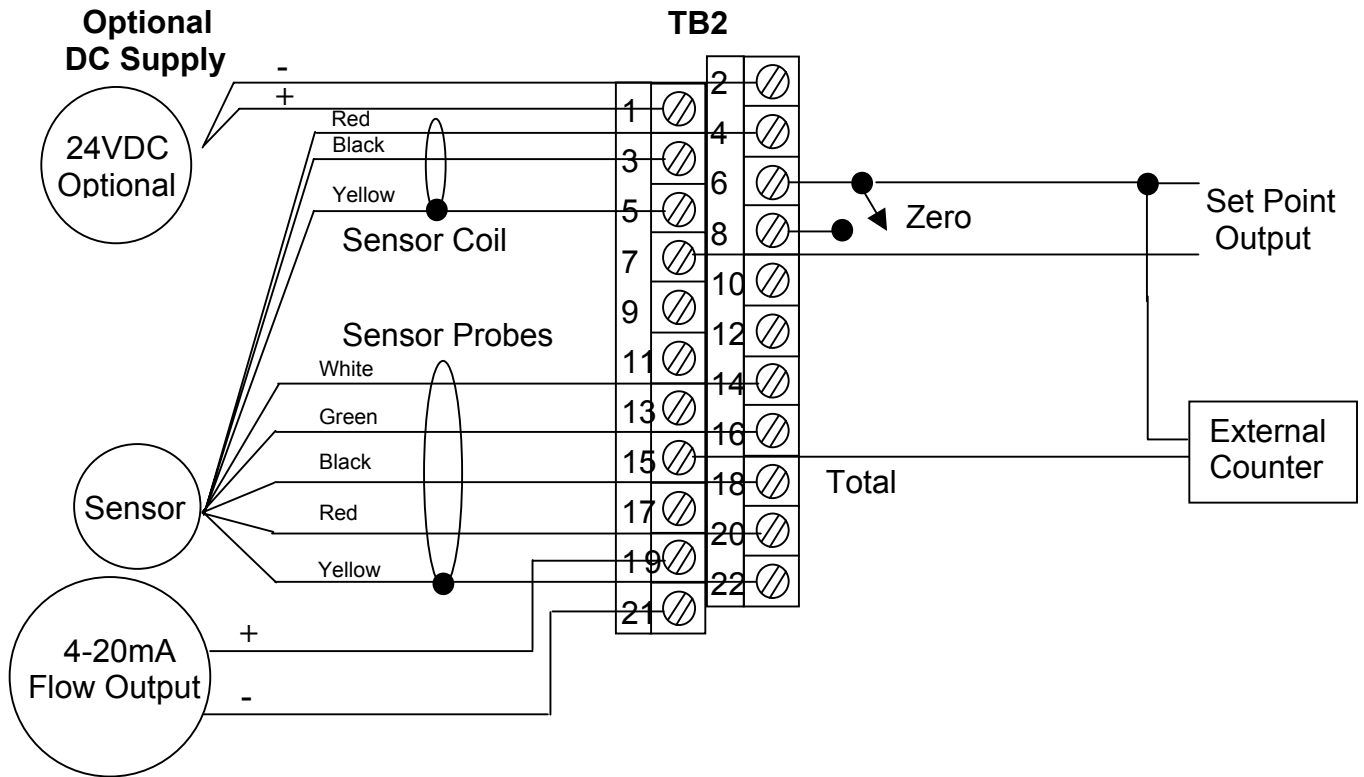 Optional
DC Supply
TB2
-
+
24VDC
Optional
Red
Black
Yellow
Sensor Coil
1
3
5
7
9
11
13
15
17
19
21
2
4
6
8
10
12
14
16
18
20
22
Zero
Set Point
Output
Sensor Probes
White
Green
Black
Red
Yellow
Sensor
Total
External
Counter
4-20mA
Flow Output
+
-